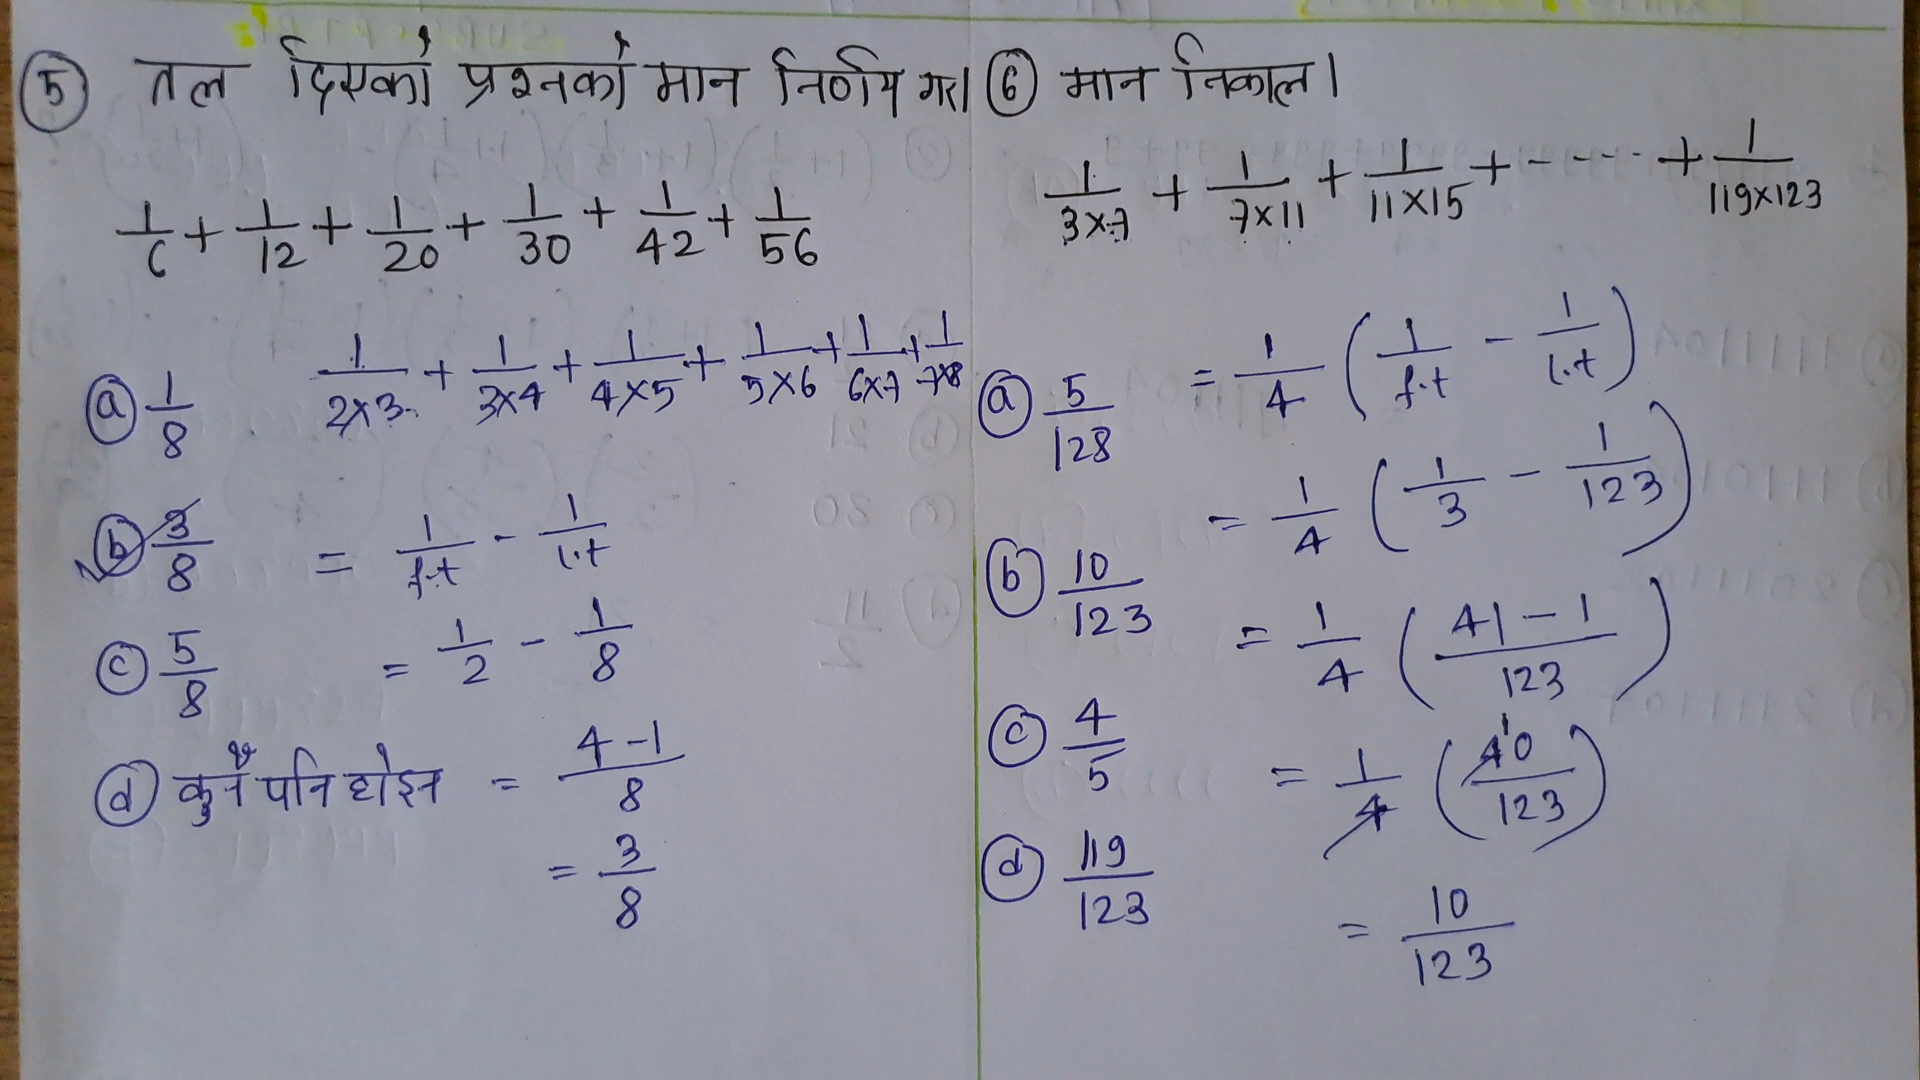 ⑤ तल दिएको प्रश्नको मान निर्णय गर।
1/6 + 1/12 + 1/20 + 1/30 + 1/42 + 1/56
1/2×3 + 1/3×4 + 1/4×5 + 1/5×6 + 1/6×7 + 1/7×8
ⓐ 1/8
ⓑ 3/8 = 1/f.t - 1/l.t
ⓒ 5/8 = 1/2 - 1/8
ⓓ कुनै पनि होइन = 4-1/8
= 3/8
⑥ मान निकाल।
1/3×7 + 1/7×11 + 1/11×15 + ---- + 1/119×123
ⓐ 5/128 = 1/4 (1/f.t - 1/l.t)
= 1/4 (1/3 - 1/123)
ⓑ 10/123 = 1/4 (41-1/123)
ⓒ 4/5 = 1/4 (40/123)
ⓓ 119/123
= 10/123